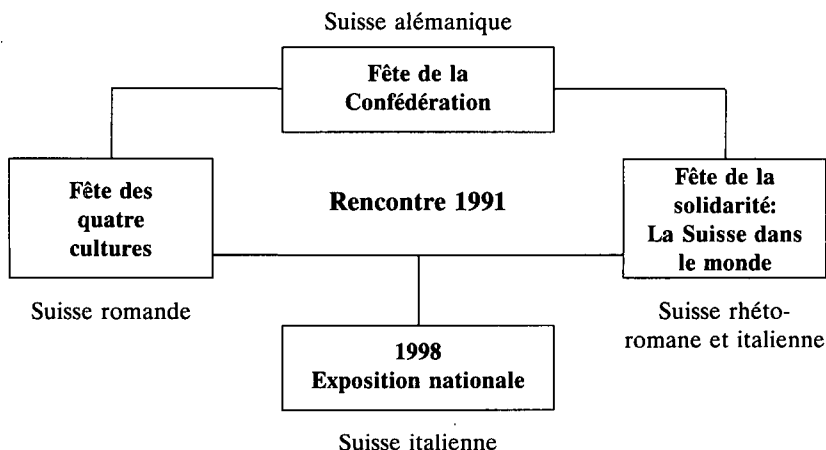 Suisse alémanique
Fête de la
Confédération
Fête des
quatre
cultures
Rencontre 1991
Fête de la
solidarité:
La Suisse dans
le monde
Suisse romande
Suisse rhéto-
romane et italienne
1998
Exposition nationale
Suisse italienne